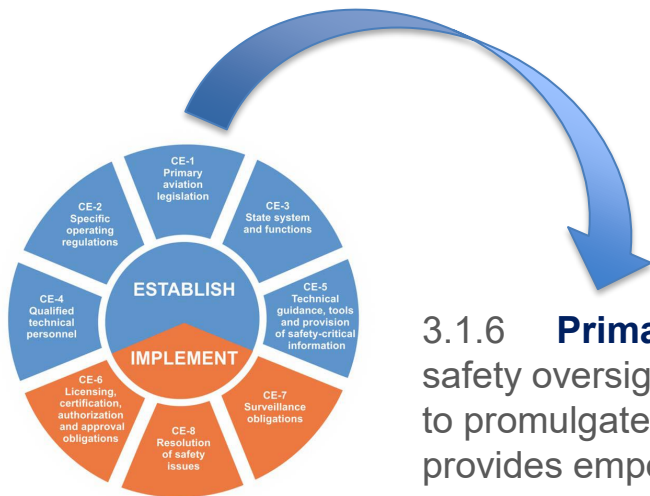 CE-1
Primary
aviation
legislation
CE-2
Specific
operating
regulations
CE-3
State system
and functions
CE-4
Qualified
technical
personnel
ESTABLISH
CE-5
Technical
guidance, tools
and provision
of safety-critical
information
IMPLEMENT
CE-6
Licensing,
certification,
authorization
and approval
obligations
CE-7
Surveillance
obligations
CE-8
Resolution
of safety
issues
3.1.6 Prima
safety oversig
to promulgate
provides empo